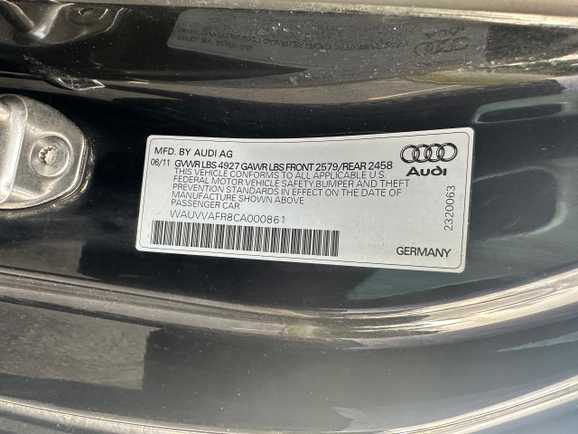 MFD. BY AUDI AG
06/11 GVWR LBS 4927 GAWR LBS FRONT 2579/REAR 2458
THIS VEHICLE CONFORMS TO ALL APPLICABLE U.S.
FEDERAL MOTOR VEHICLE SAFETY, BUMPER AND THEFT
PREVENTION STANDARDS IN EFFECT ON THE DATE OF
MANUFACTURE SHOWN ABOVE.
PASSENGER CAR
WAUVVAFR8CA000861
Audi
2320063
GERMANY